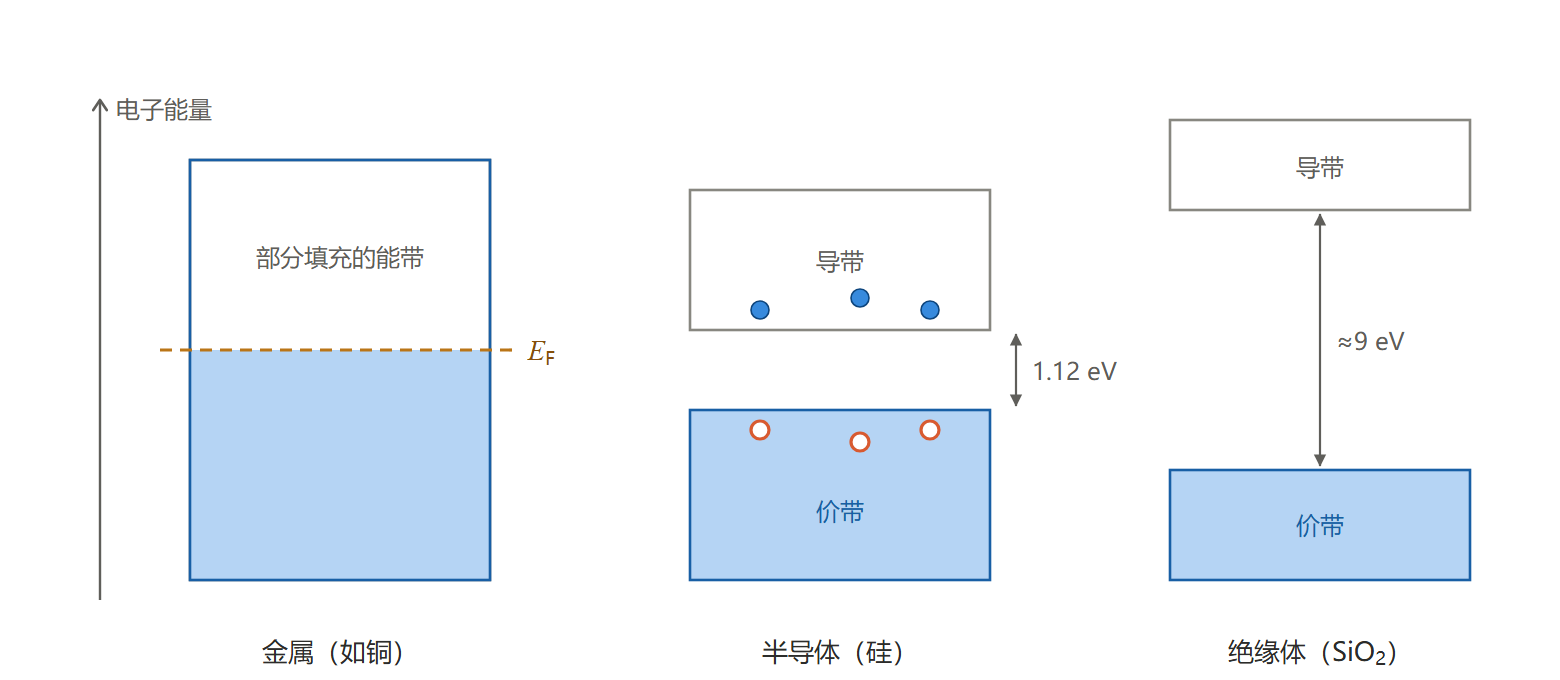 电子能量
部分填充的能带
E_F
金属（如铜）
导带
1.12 eV
价带
半导体（硅）
导带
≈9 eV
价带
绝缘体（SiO₂）